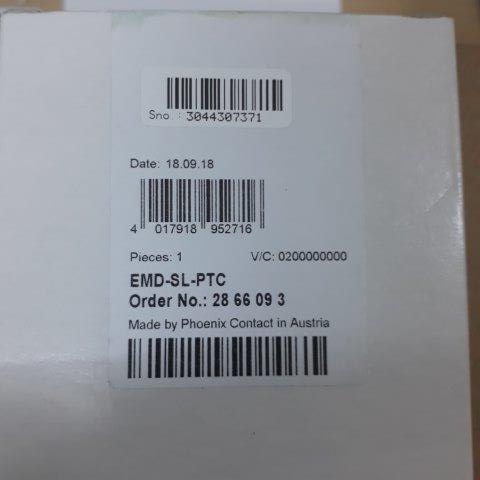 Sno : 3044307371
Date: 18.09.18
4 017918 952716
Pieces: 1 V/C: 0200000000
EMD-SL-PTC
Order No.: 28 66 09 3
Made by Phoenix Contact in Austria